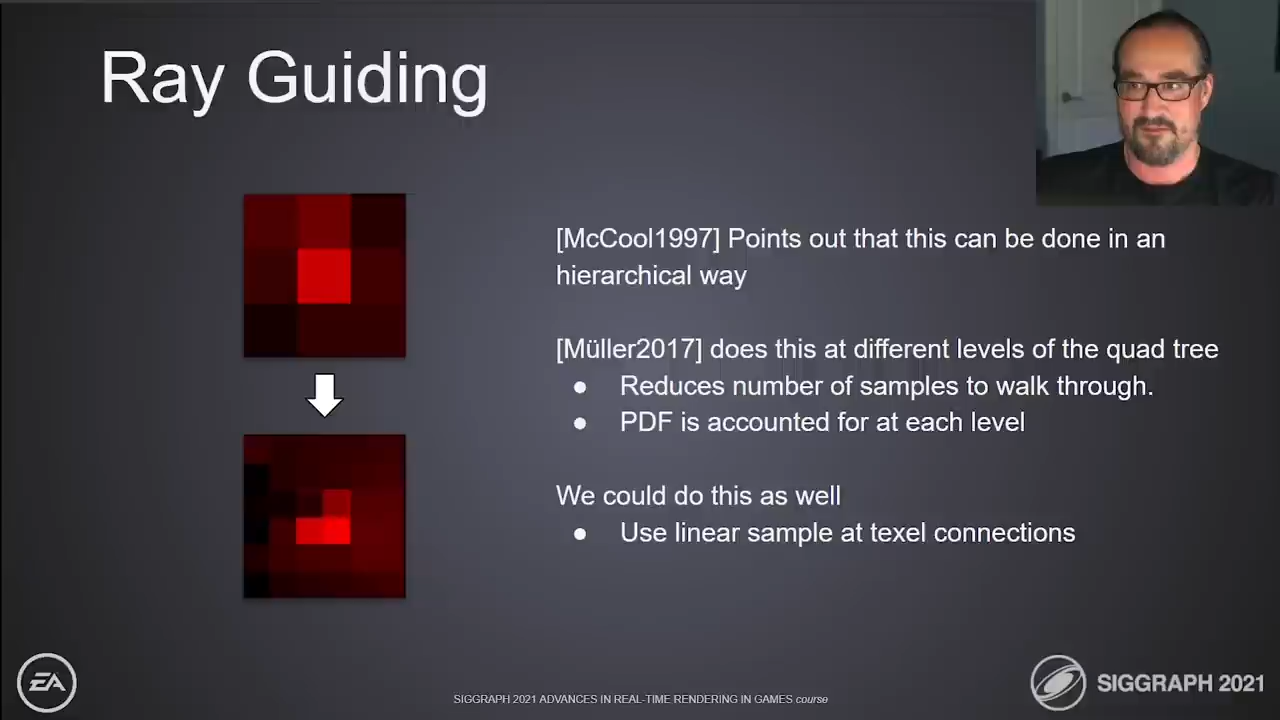 Ray Guiding
[McCool1997] Points out that this can be done in an
hierarchical way
[Müller2017] does this at different levels of the quad tree
● Reduces number of samples to walk through.
● PDF is accounted for at each level
We could do this as well
● Use linear sample at texel connections
EA
SIGGRAPH 2021 ADVANCES IN REAL-TIME RENDERING IN GAMES course
SIGGRAPH 2021